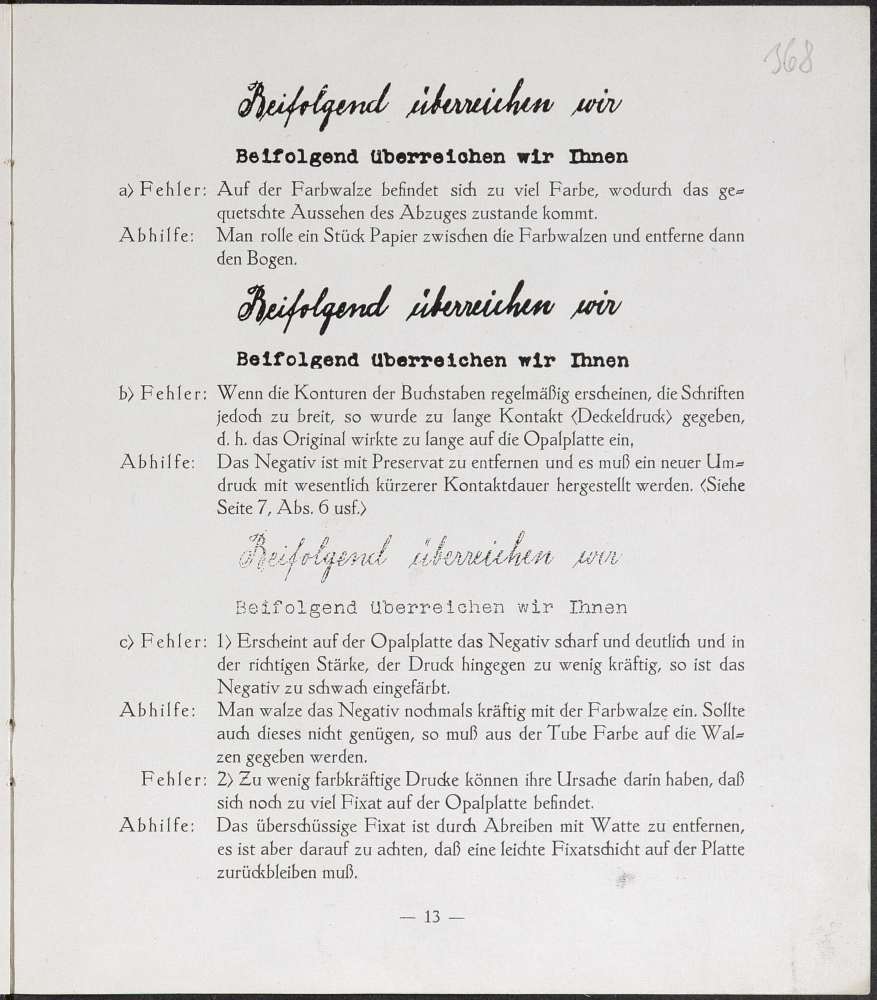 368
Beifolgend überreichen wir
Beifolgend überreichen wir Ihnen
a) Fehler: Auf der Farbwalze befindet sich zu viel Farbe, wodurch das ge=
quetschte Aussehen des Abzuges zustande kommt.
Abhilfe: Man rolle ein Stück Papier zwischen die Farbwalzen und entferne dann
den Bogen.
Beifolgend überreichen wir
Beifolgend überreichen wir Ihnen
b) Fehler: Wenn die Konturen der Buchstaben regelmäßig erscheinen, die Schriften
jedoch zu breit, so wurde zu lange Kontakt (Deckeldruck) gegeben,
d. h. das Original wirkte zu lange auf die Opalplatte ein,
Abhilfe: Das Negativ ist mit Preservat zu entfernen und es muß ein neuer Um=
druck mit wesentlich kürzerer Kontaktdauer hergestellt werden. (Siehe
Seite 7, Abs. 6 usf.)
Beifolgend überreichen wir
Beifolgend überreichen wir Ihnen
c) Fehler: 1) Erscheint auf der Opalplatte das Negativ scharf und deutlich und in
der richtigen Stärke, der Druck hingegen zu wenig kräftig, so ist das
Negativ zu schwach eingefärbt.
Abhilfe: Man walze das Negativ nochmals kräftig mit der Farbwalze ein. Sollte
auch dieses nicht genügen, so muß aus der Tube Farbe auf die Wal=
zen gegeben werden.
Fehler: 2) Zu wenig farbkräftige Drucke können ihre Ursache darin haben, daß
sich noch zu viel Fixat auf der Opalplatte befindet.
Abhilfe: Das überschüssige Fixat ist durch Abreiben mit Watte zu entfernen,
es ist aber darauf zu achten, daß eine leichte Fixatschicht auf der Platte
zurückbleiben muß.
— 13 —